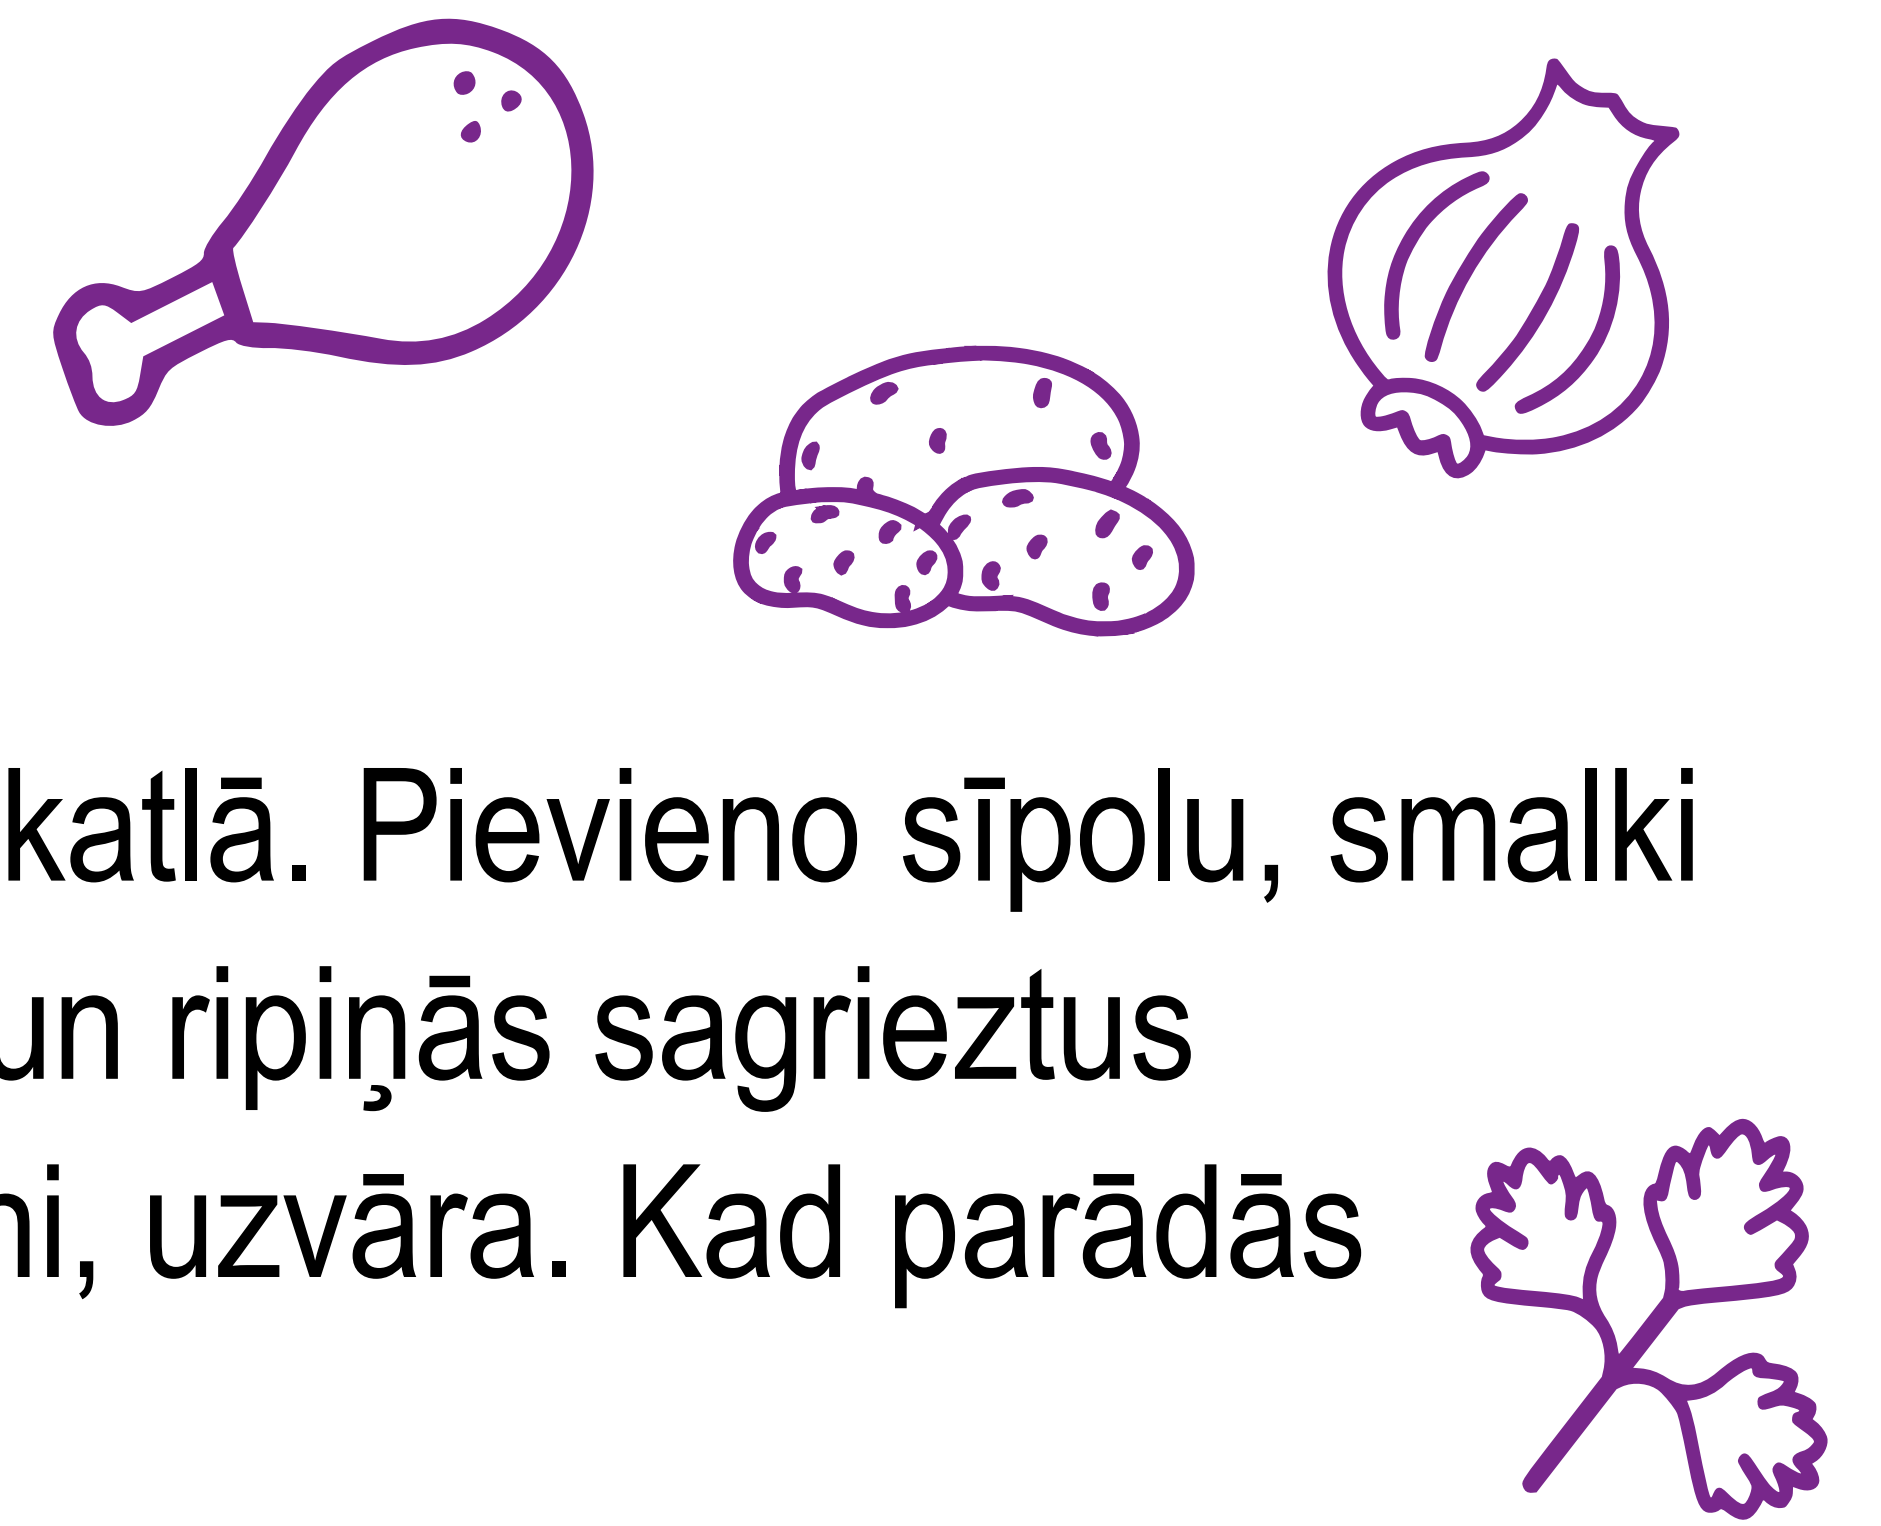 katlā. Pievieno sīpolu, smalki
un ripiņās sagrieztus
uzvāra. Kad parādās